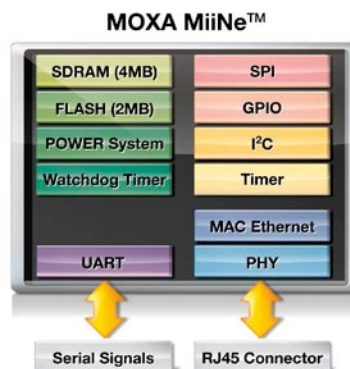 MOXA MiiNe™
SDRAM (4MB)
FLASH (2MB)
POWER System
Watchdog Timer
UART
SPI
GPIO
I²C
Timer
MAC Ethernet
PHY
Serial Signals
RJ45 Connector